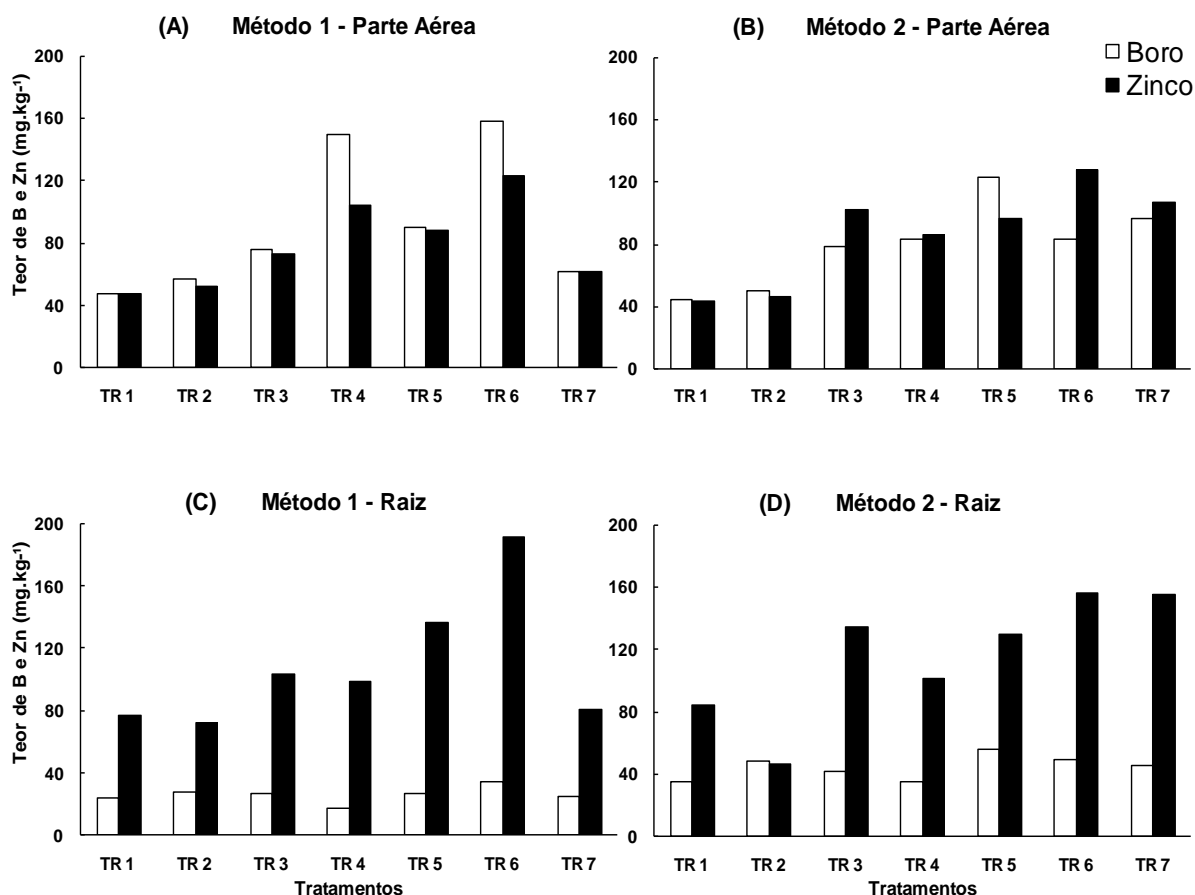 (A) Método 1 - Parte Aérea
Teor de B e Zn (mg.kg⁻¹)
200
160
120
80
40
0
TR 1 TR 2 TR 3 TR 4 TR 5 TR 6 TR 7
(B) Método 2 - Parte Aérea
Boro
Zinco
200
160
120
80
40
0
TR 1 TR 2 TR 3 TR 4 TR 5 TR 6 TR 7
(C) Método 1 - Raiz
Teor de B e Zn (mg.kg⁻¹)
200
160
120
80
40
0
TR 1 TR 2 TR 3 TR 4 TR 5 TR 6 TR 7
Tratamentos
(D) Método 2 - Raiz
200
160
120
80
40
0
TR 1 TR 2 TR 3 TR 4 TR 5 TR 6 TR 7
Tratamentos